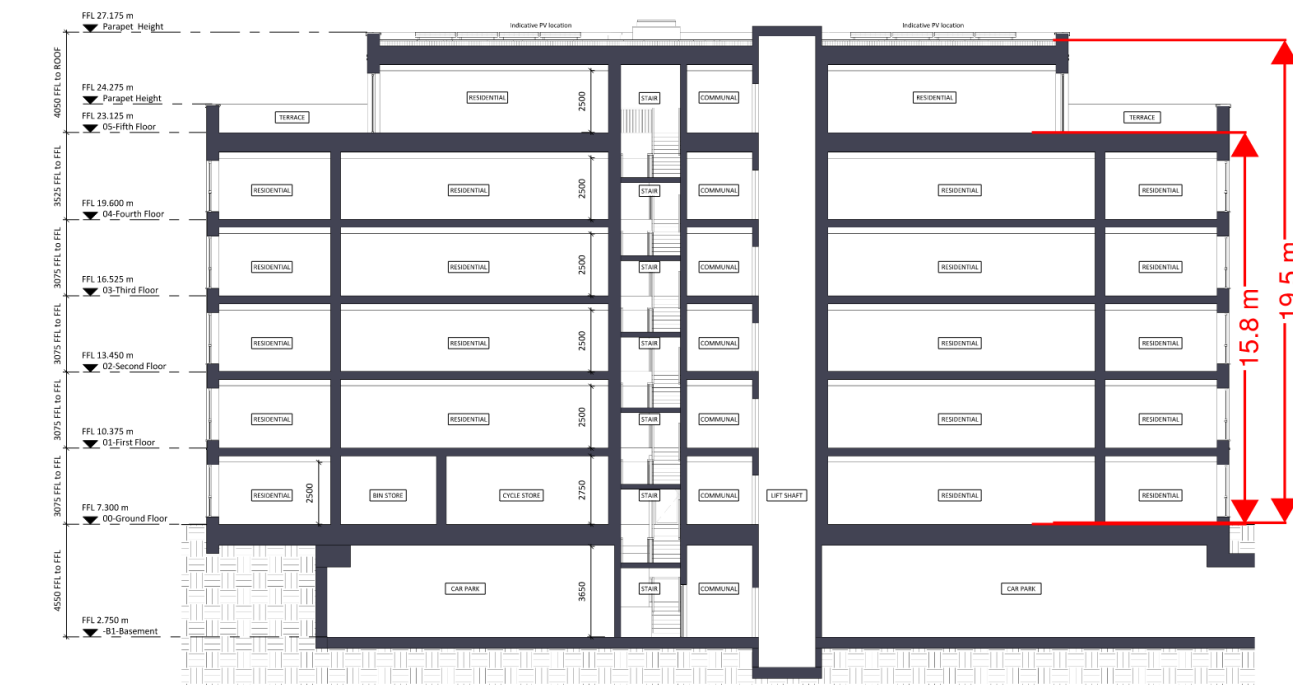 FFL 27.175 m
Parapet Height
Indicative PV location
Indicative PV location
4050 FFL to ROOF
RESIDENTIAL
2500
STAIR
COMMUNAL
RESIDENTIAL
FFL 24.275 m
Parapet Height
FFL 23.125 m
05-Fifth Floor
TERRACE
TERRACE
3525 FFL to FFL
RESIDENTIAL
RESIDENTIAL
2500
STAIR
COMMUNAL
RESIDENTIAL
RESIDENTIAL
FFL 19.600 m
04-Fourth Floor
3075 FFL to FFL
RESIDENTIAL
RESIDENTIAL
2500
STAIR
COMMUNAL
RESIDENTIAL
RESIDENTIAL
FFL 16.525 m
03-Third Floor
3075 FFL to FFL
RESIDENTIAL
RESIDENTIAL
2500
STAIR
COMMUNAL
RESIDENTIAL
RESIDENTIAL
FFL 13.450 m
02-Second Floor
3075 FFL to FFL
RESIDENTIAL
RESIDENTIAL
2500
STAIR
COMMUNAL
RESIDENTIAL
RESIDENTIAL
FFL 10.375 m
01-First Floor
3075 FFL to FFL
RESIDENTIAL
2500
BIN STORE
CYCLE STORE
2750
STAIR
COMMUNAL
LIFT SHAFT
RESIDENTIAL
RESIDENTIAL
FFL 7.300 m
00-Ground Floor
4550 FFL to FFL
CAR PARK
3650
STAIR
COMMUNAL
CAR PARK
FFL 2.750 m
-B1-Basement
15.8 m
19.5 m